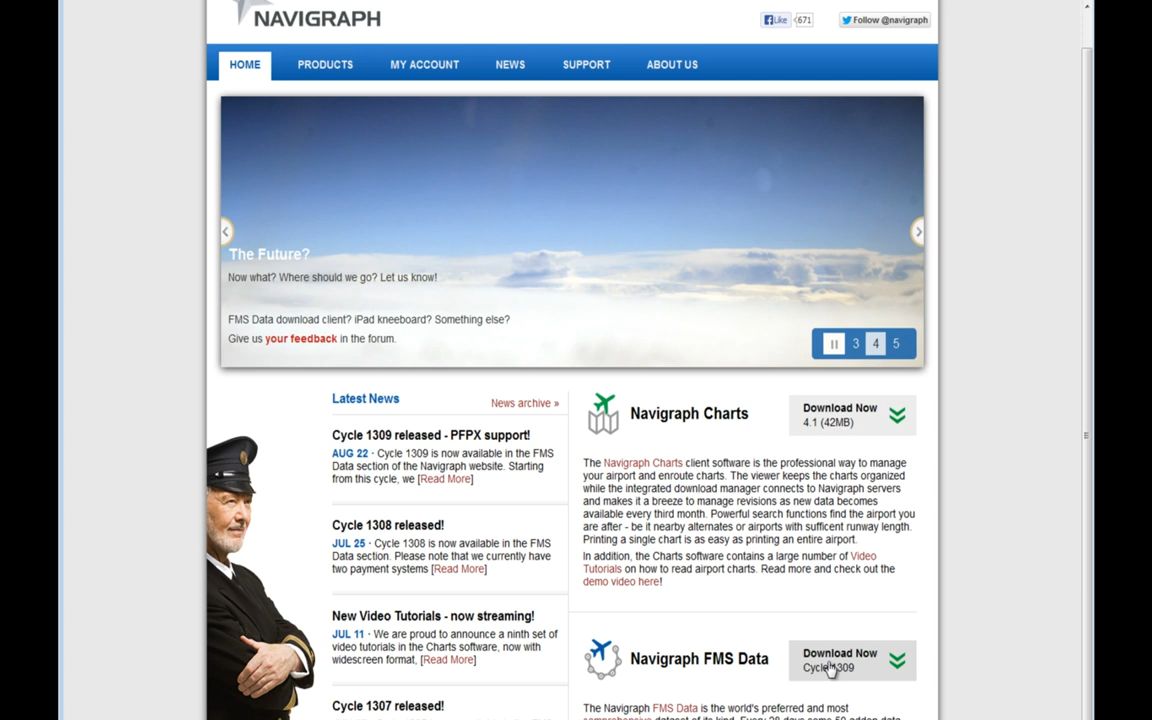 NAVIGRAPH
Like 671
Follow @navigraph
HOME PRODUCTS MY ACCOUNT NEWS SUPPORT ABOUT US
The Future?
Now what? Where should we go? Let us know!
FMS Data download client? iPad kneeboard? Something else?
Give us your feedback in the forum.
3 4 5
Latest News
News archive »
Cycle 1309 released - PFPX support!
AUG 22 · Cycle 1309 is now available in the FMS
Data section of the Navigraph website. Starting
from this cycle, we [Read More]
Cycle 1308 released!
JUL 25 · Cycle 1308 is now available in the FMS
Data section. Please note that we currently have
two payment systems [Read More]
New Video Tutorials - now streaming!
JUL 11 · We are proud to announce a ninth set of
video tutorials in the Charts software, now with
widescreen format, [Read More]
Cycle 1307 released!
Navigraph Charts
Download Now
4.1 (42MB)
The Navigraph Charts client software is the professional way to manage
your airport and enroute charts. The viewer keeps the charts organized
while the integrated download manager connects to Navigraph servers
and makes it a breeze to manage revisions as new data becomes
available every third month. Powerful search functions find the airport you
are after - be it nearby alternates or airports with sufficent runway length.
Printing a single chart is as easy as printing an entire airport.
In addition, the Charts software contains a large number of Video
Tutorials on how to read airport charts. Read more and check out the
demo video here!
Navigraph FMS Data
Download Now
Cycle 1309
The Navigraph FMS Data is the world's preferred and most